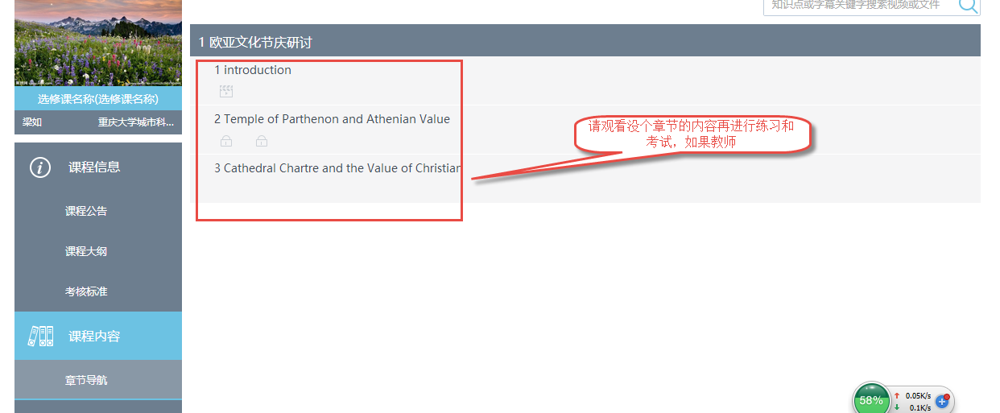 知识点或字幕关键字搜索视频或文件
1 欧亚文化节庆研讨
1 introduction
2 Temple of Parthenon and Athenian Value
3 Cathedral Chartre and the Value of Christian
请观看没个章节的内容再进行练习和
考试，如果教师
选修课名称(选修课名称)
梁如 重庆大学城市科...
课程信息
课程公告
课程大纲
考核标准
课程内容
章节导航
58%
0.05K/s
0.1K/s